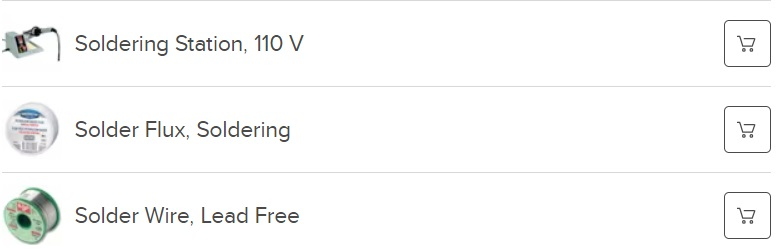 Soldering Station, 110 V
Solder Flux, Soldering
Solder Wire, Lead Free